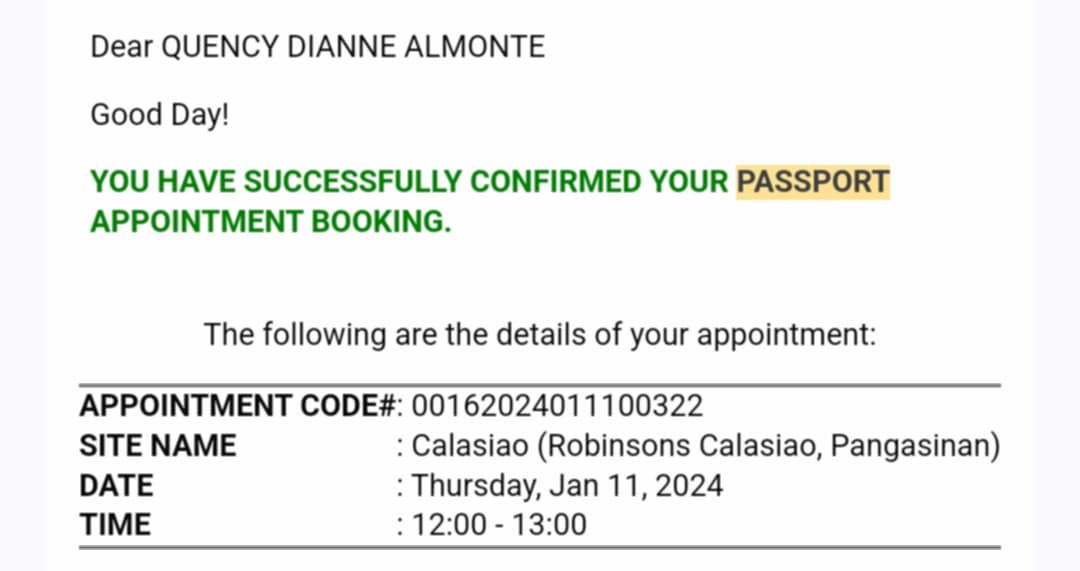 Dear QUENCY DIANNE ALMONTE
Good Day!
YOU HAVE SUCCESSFULLY CONFIRMED YOUR PASSPORT
APPOINTMENT BOOKING.
The following are the details of your appointment:
APPOINTMENT CODE#: 00162024011100322
SITE NAME : Calasiao (Robinsons Calasiao, Pangasinan)
DATE : Thursday, Jan 11, 2024
TIME : 12:00 - 13:00